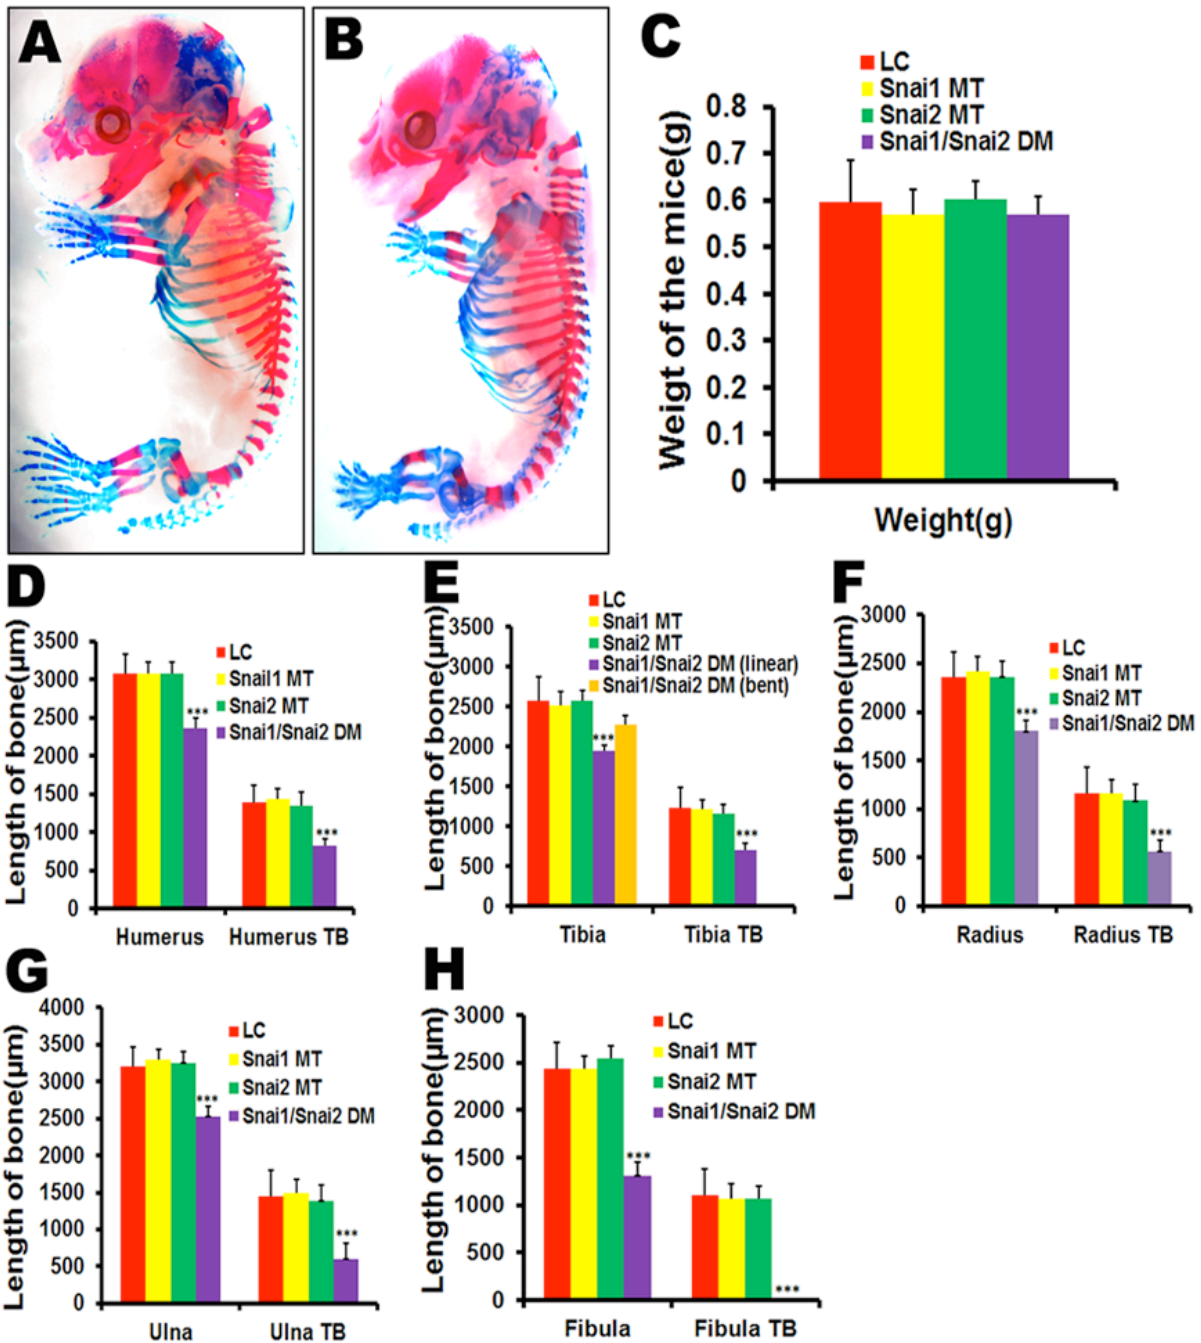 A
B
C
LC
Snai1 MT
Snai2 MT
Snai1/Snai2 DM
Weigt of the mice(g)
0.8
0.7
0.6
0.5
0.4
0.3
0.2
0.1
0
Weight(g)
D
Length of bone(μm)
3500
3000
2500
2000
1500
1000
500
0
LC
Snail1 MT
Snai2 MT
Snai1/Snai2 DM
***
***
Humerus
Humerus TB
E
Length of bone(μm)
3500
3000
2500
2000
1500
1000
500
0
LC
Snai1 MT
Snai2 MT
Snai1/Snai2 DM (linear)
Snai1/Snai2 DM (bent)
***
***
Tibia
Tibia TB
F
Length of bone(μm)
3000
2500
2000
1500
1000
500
0
LC
Snai1 MT
Snai2 MT
Snai1/Snai2 DM
***
***
Radius
Radius TB
G
Length of bone(μm)
4000
3500
3000
2500
2000
1500
1000
500
0
LC
Snai1 MT
Snai2 MT
Snai1/Snai2 DM
***
***
Ulna
Ulna TB
H
Length of bone(μm)
3000
2500
2000
1500
1000
500
0
LC
Snai1 MT
Snai2 MT
Snai1/Snai2 DM
***
***
Fibula
Fibula TB